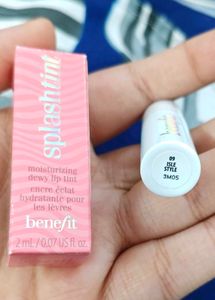 splashtint
moisturizing
dewy lip tint
encre éclat
hydratante pour
les lèvres
benefit
2 mL / 0.07 US fl. oz.
09
ISLE
STYLE
3M05